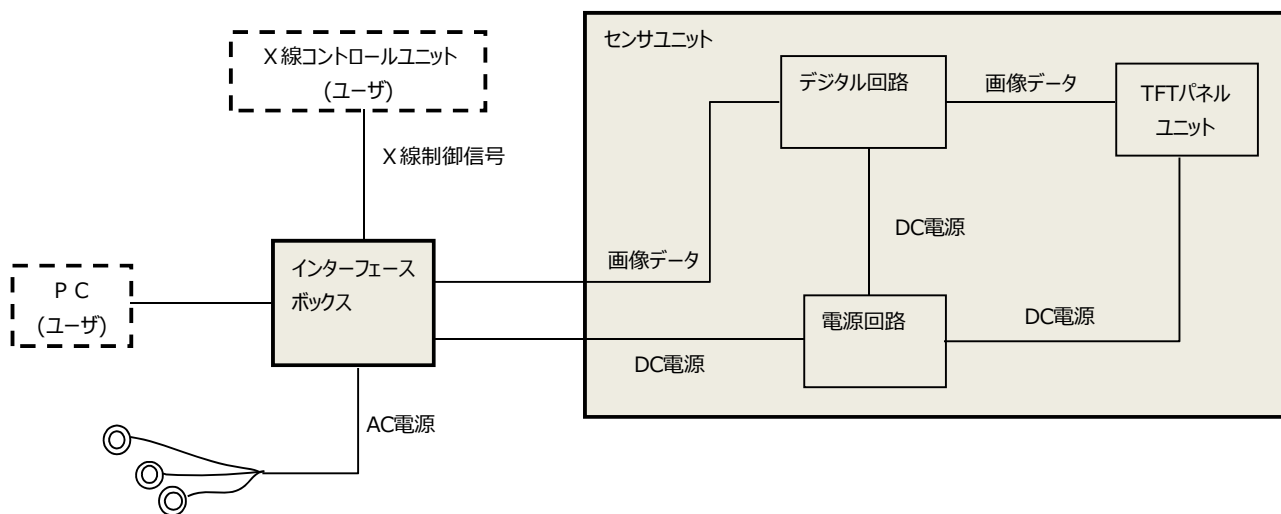 X線コントロールユニット
(ユーザ)
センサユニット
デジタル回路
画像データ
TFTパネル
ユニット
X線制御信号
DC電源
画像データ
インターフェース
ボックス
PC
(ユーザ)
電源回路
DC電源
DC電源
AC電源